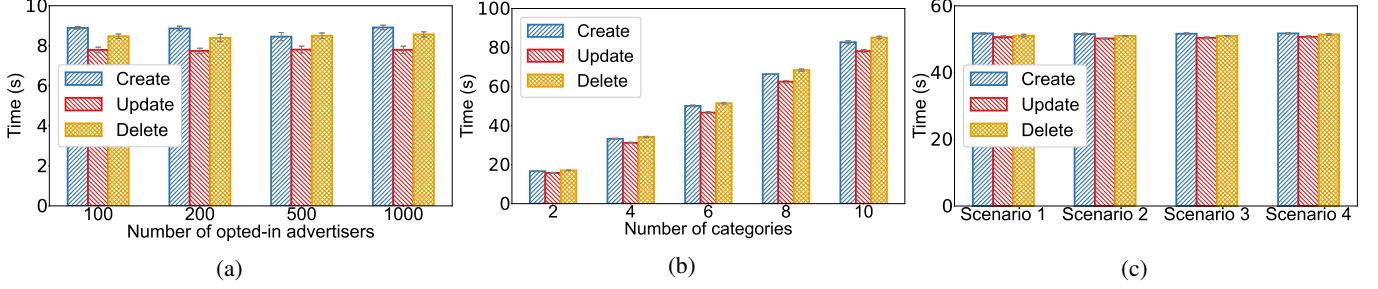 10
8
6
4
2
0
Time (s)
Create
Update
Delete
100 200 500 1000
Number of opted-in advertisers
(a)
100
80
60
40
20
0
Time (s)
Create
Update
Delete
2 4 6 8 10
Number of categories
(b)
60
40
20
0
Time (s)
Create
Update
Delete
Scenario 1 Scenario 2 Scenario 3 Scenario 4
(c)